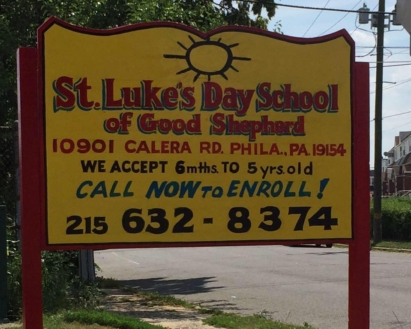 St. Luke's Day School
of Good Shepherd
10901 CALERA RD. PHILA., PA 19154
WE ACCEPT 6mths. TO 5yrs. old
CALL NOW TO ENROLL!
215 632-8374